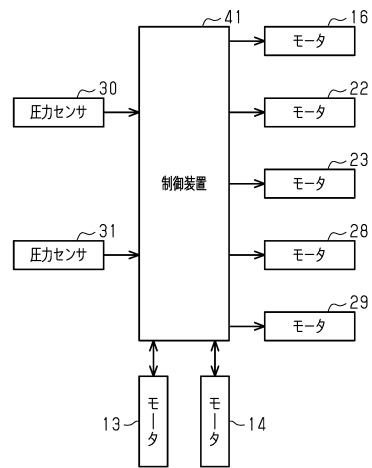 41
16
モータ
30
圧力センサ
22
モータ
制御装置
23
モータ
31
圧力センサ
28
モータ
29
モータ
13
モータ
モータ
14